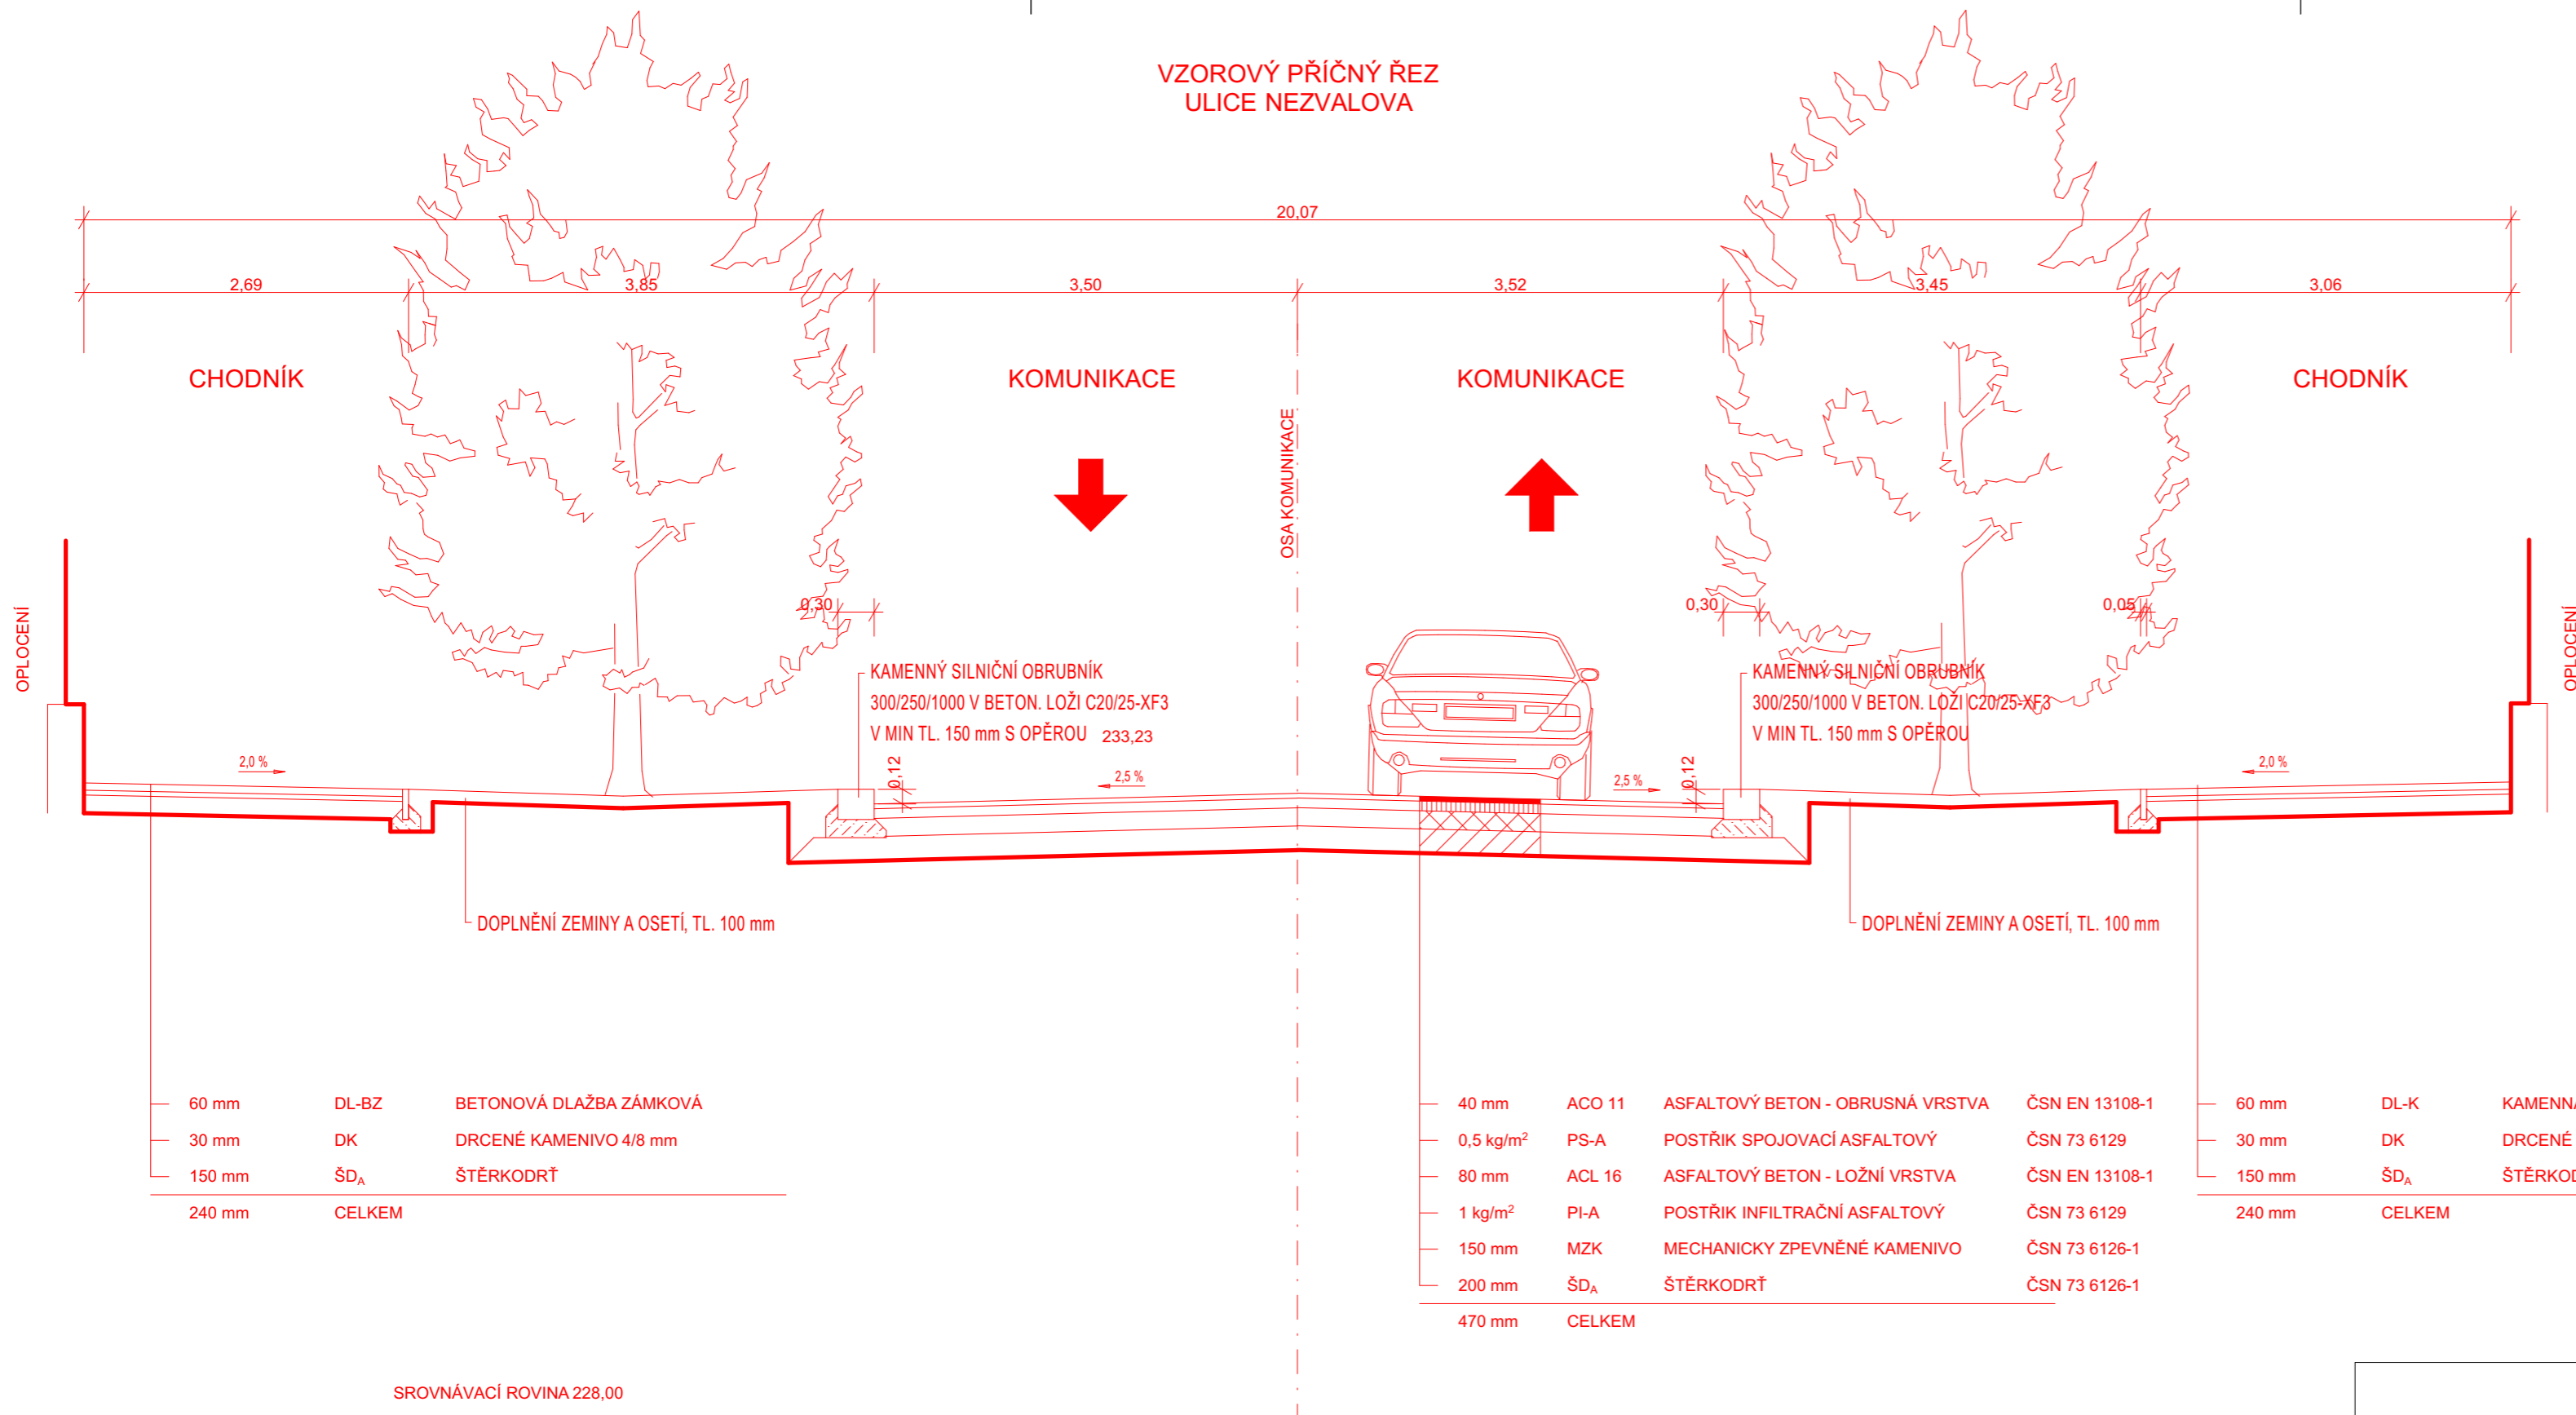 VZOROVÝ PŘÍČNÝ ŘEZ
ULICE NEZVALOVA
20,07
2,69 3,85 3,50 3,52 3,45 3,06
CHODNÍK KOMUNIKACE KOMUNIKACE CHODNÍK
OSA KOMUNIKACE
OPLOCENÍ
OPLOCENÍ
0,30 0,30 0,05
KAMENNÝ SILNIČNÍ OBRUBNÍK
300/250/1000 V BETON. LOŽI C20/25-XF3
V MIN TL. 150 mm S OPĚROU 233,23
KAMENNÝ SILNIČNÍ OBRUBNÍK
300/250/1000 V BETON. LOŽI C20/25-XF3
V MIN TL. 150 mm S OPĚROU
2,0 % 0,12 2,5 % 2,5 % 0,12 2,0 %
DOPLNĚNÍ ZEMINY A OSETÍ, TL. 100 mm
DOPLNĚNÍ ZEMINY A OSETÍ, TL. 100 mm
60 mm DL-BZ BETONOVÁ DLAŽBA ZÁMKOVÁ
30 mm DK DRCENÉ KAMENIVO 4/8 mm
150 mm ŠDA ŠTĚRKODRŤ
240 mm CELKEM
40 mm ACO 11 ASFALTOVÝ BETON - OBRUSNÁ VRSTVA ČSN EN 13108-1
0,5 kg/m² PS-A POSTŘIK SPOJOVACÍ ASFALTOVÝ ČSN 73 6129
80 mm ACL 16 ASFALTOVÝ BETON - LOŽNÍ VRSTVA ČSN EN 13108-1
1 kg/m² PI-A POSTŘIK INFILTRAČNÍ ASFALTOVÝ ČSN 73 6129
150 mm MZK MECHANICKY ZPEVNĚNÉ KAMENIVO ČSN 73 6126-1
200 mm ŠDA ŠTĚRKODRŤ ČSN 73 6126-1
470 mm CELKEM
60 mm DL-K
30 mm DK DRCENÉ
150 mm ŠDA
240 mm CELKEM
SROVNÁVACÍ ROVINA 228,00